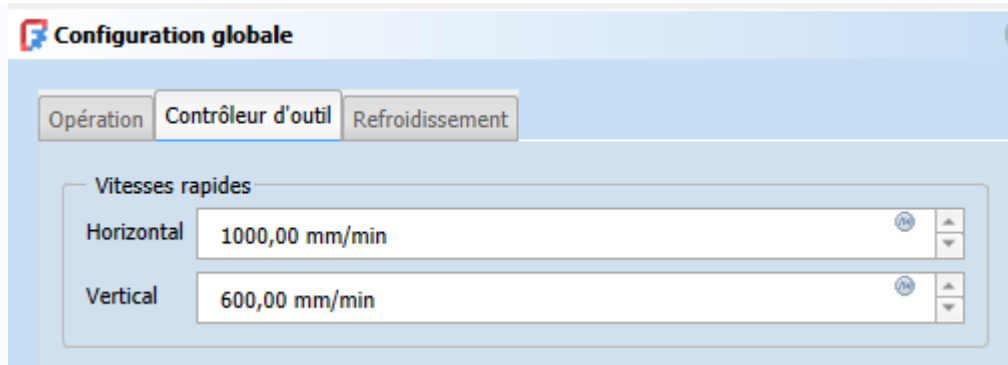 Configuration globale
Opération Contrôleur d'outil Refroidissement
Vitesses rapides
Horizontal 1000,00 mm/min
Vertical 600,00 mm/min